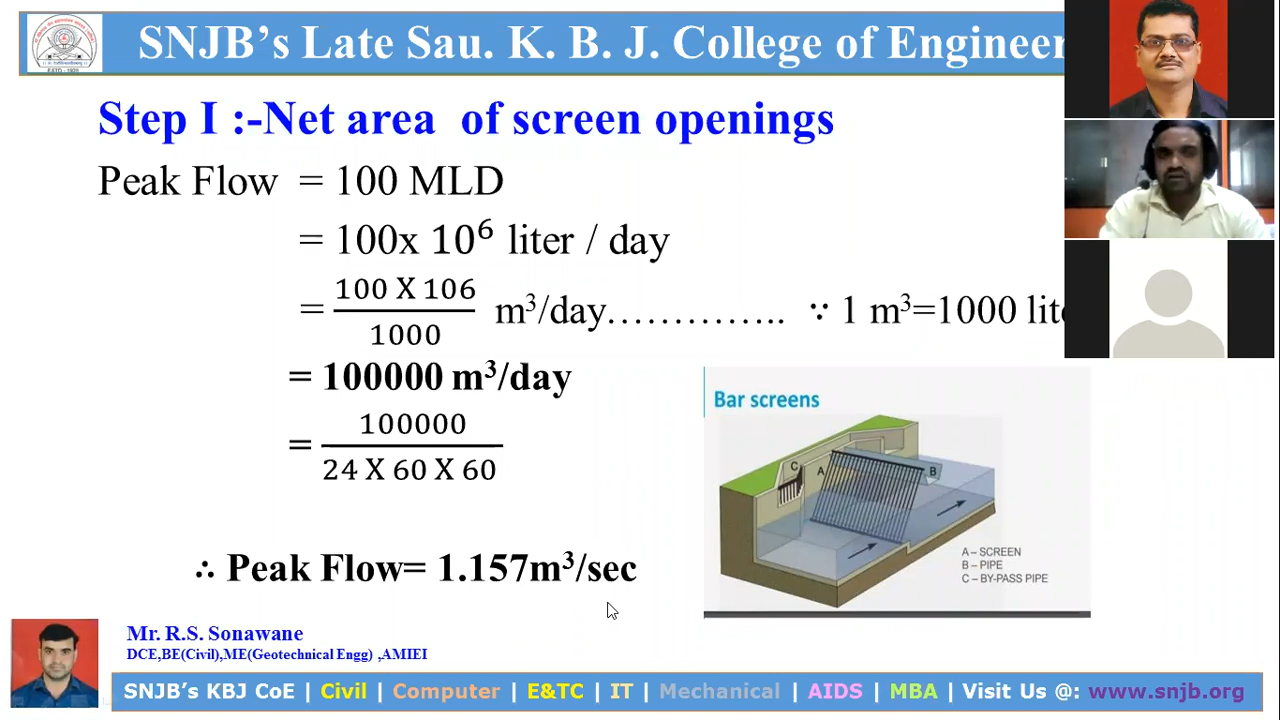 SNJB's Late Sau. K. B. J. College of Engineer
ESTD - 1928
Step I :-Net area of screen openings
Peak Flow = 100 MLD
= 100x 10⁶ liter / day
= 100 X 106 / 1000 m³/day………….. ∵ 1 m³=1000 lit
= 100000 m³/day
= 100000 / 24 X 60 X 60
∴ Peak Flow= 1.157m³/sec
Bar screens
C
A
B
A – SCREEN
B – PIPE
C – BY-PASS PIPE
Mr. R.S. Sonawane
DCE,BE(Civil),ME(Geotechnical Engg) ,AMIEI
SNJB's KBJ CoE | Civil | Computer | E&TC | IT | Mechanical | AIDS | MBA | Visit Us @: www.snjb.org